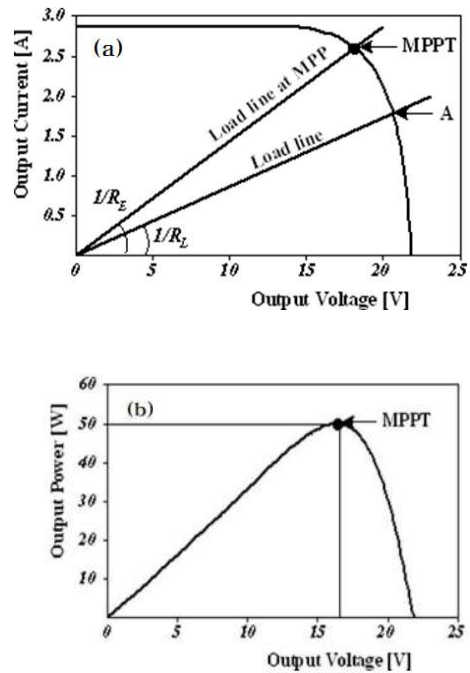 3.0
(a)
MPPT
2.5
Load line at MPP
2.0
A
1.5
Load line
1.0
1/R_E
0.5
1/R_L
0
5
10
15
20
25
Output Voltage [V]
Output Current [A]
60
(b)
MPPT
50
40
30
20
10
0
5
10
15
20
25
Output Voltage [V]
Output Power [W]